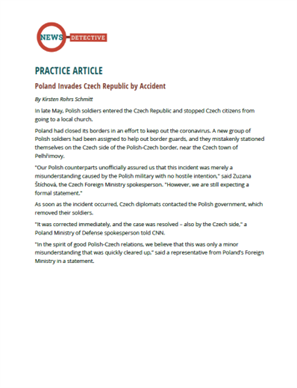 NEWS DETECTIVE
PRACTICE ARTICLE
Poland Invades Czech Republic by Accident
By Kirsten Rohrs Schmitt
In late May, Polish soldiers entered the Czech Republic and stopped Czech citizens from
going to a local church.
Poland had closed its borders in an effort to keep out the coronavirus. A new group of
Polish soldiers had been assigned to help out border guards, and they mistakenly stationed
themselves on the Czech side of the Polish-Czech border, near the Czech town of
Pelhřimovy.
"Our Polish counterparts unofficially assured us that this incident was merely a
misunderstanding caused by the Polish military with no hostile intention," said Zuzana
Štíchová, the Czech Foreign Ministry spokesperson. "However, we are still expecting a
formal statement."
As soon as the incident occurred, Czech diplomats contacted the Polish government, which
removed their soldiers.
"It was corrected immediately, and the case was resolved – also by the Czech side," a
Poland Ministry of Defense spokesperson told CNN.
"In the spirit of good Polish-Czech relations, we believe that this was only a minor
misunderstanding that was quickly cleared up," said a representative from Poland's Foreign
Ministry in a statement.